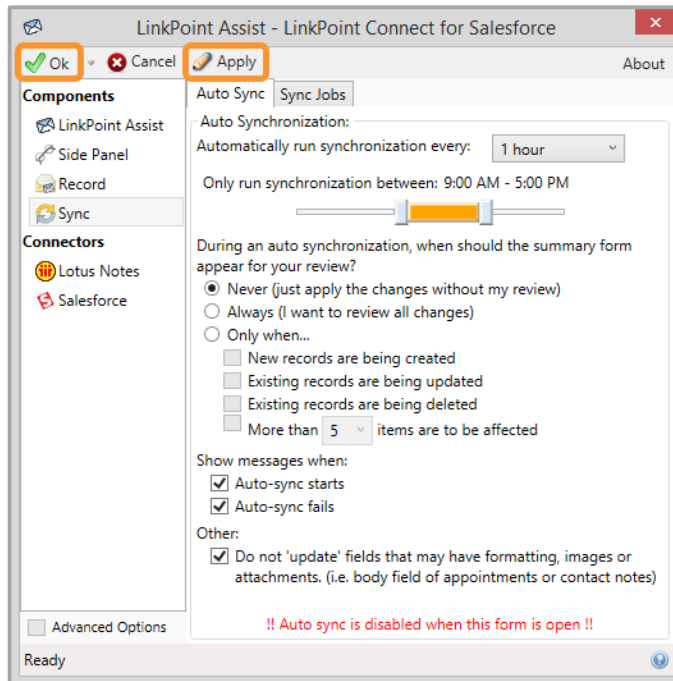 LinkPoint Assist - LinkPoint Connect for Salesforce
Ok Cancel Apply About
Components
LinkPoint Assist
Side Panel
Record
Sync
Connectors
Lotus Notes
Salesforce
Advanced Options
Auto Sync Sync Jobs
Auto Synchronization:
Automatically run synchronization every: 1 hour
Only run synchronization between: 9:00 AM - 5:00 PM
During an auto synchronization, when should the summary form
appear for your review?
Never (just apply the changes without my review)
Always (I want to review all changes)
Only when...
New records are being created
Existing records are being updated
Existing records are being deleted
More than 5 items are to be affected
Show messages when:
Auto-sync starts
Auto-sync fails
Other:
Do not 'update' fields that may have formatting, images or
attachments. (i.e. body field of appointments or contact notes)
!! Auto sync is disabled when this form is open !!
Ready